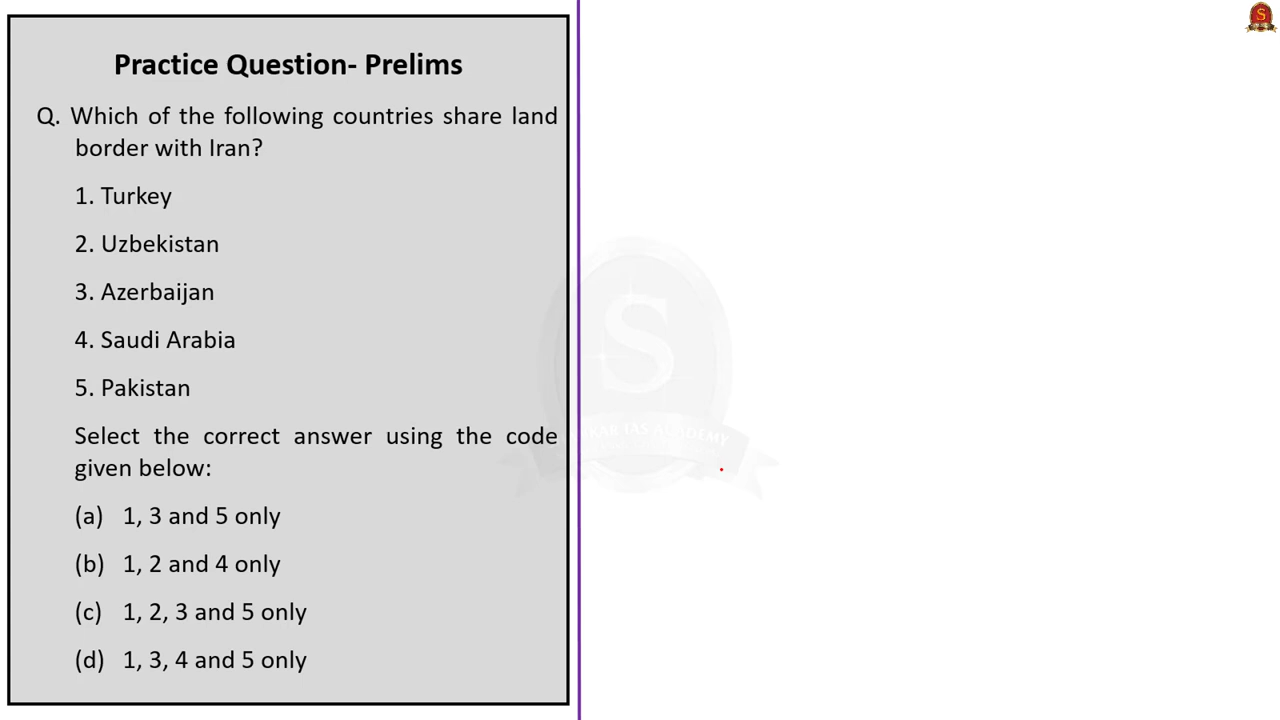 Practice Question- Prelims
Q. Which of the following countries share land
border with Iran?
1. Turkey
2. Uzbekistan
3. Azerbaijan
4. Saudi Arabia
5. Pakistan
Select the correct answer using the code
given below:
(a) 1, 3 and 5 only
(b) 1, 2 and 4 only
(c) 1, 2, 3 and 5 only
(d) 1, 3, 4 and 5 only
S
S
IAS ACADEMY